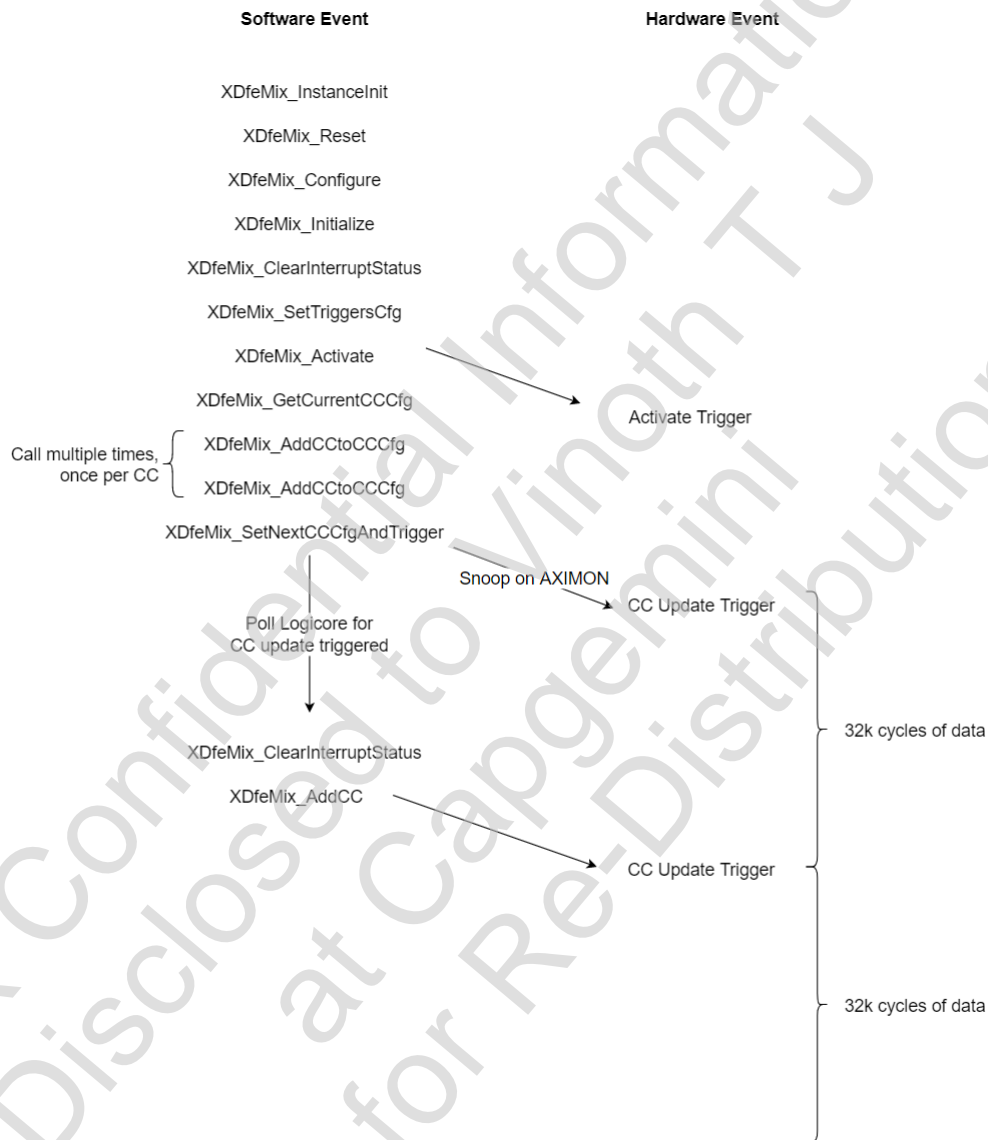 Software Event
Hardware Event
XDfeMix_InstanceInit
XDfeMix_Reset
XDfeMix_Configure
XDfeMix_Initialize
XDfeMix_ClearInterruptStatus
XDfeMix_SetTriggersCfg
XDfeMix_Activate
XDfeMix_GetCurrentCCCfg
Activate Trigger
Call multiple times,
once per CC
XDfeMix_AddCCtoCCCfg
XDfeMix_AddCCtoCCCfg
XDfeMix_SetNextCCCfgAndTrigger
Snoop on AXIMON
CC Update Trigger
Poll Logicore for
CC update triggered
32k cycles of data
XDfeMix_ClearInterruptStatus
XDfeMix_AddCC
CC Update Trigger
32k cycles of data
Confidential
Disclosed to Vinoth T J
at Capgemini
for Re-Distribution